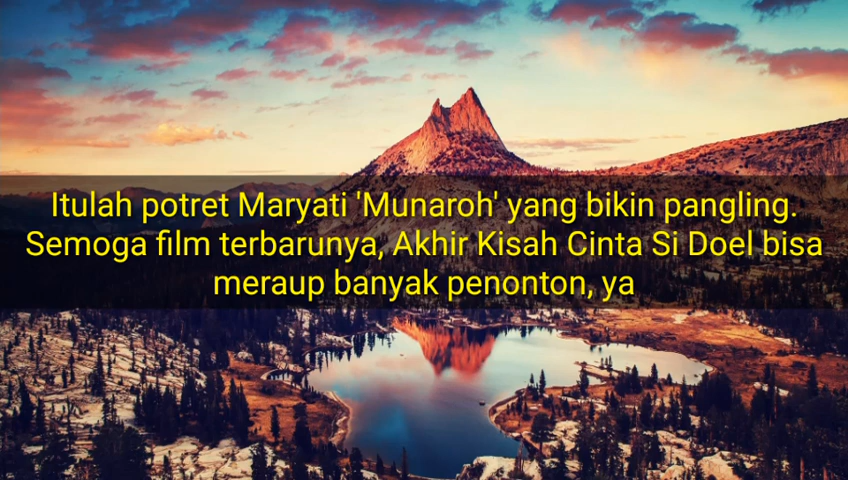 Itulah potret Maryati 'Munaroh' yang bikin pangling.
Semoga film terbarunya, Akhir Kisah Cinta Si Doel bisa
meraup banyak penonton, ya